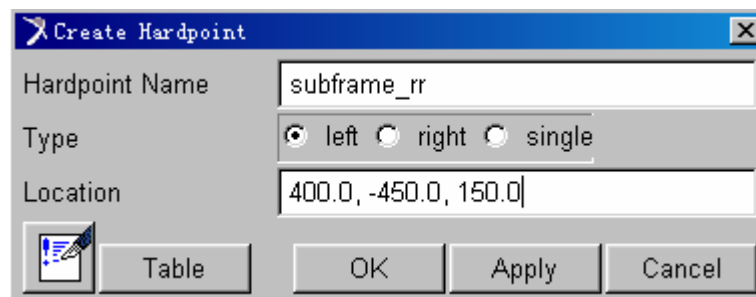 Create Hardpoint
Hardpoint Name subframe_rr
Type left right single
Location 400.0, -450.0, 150.0
Table OK Apply Cancel